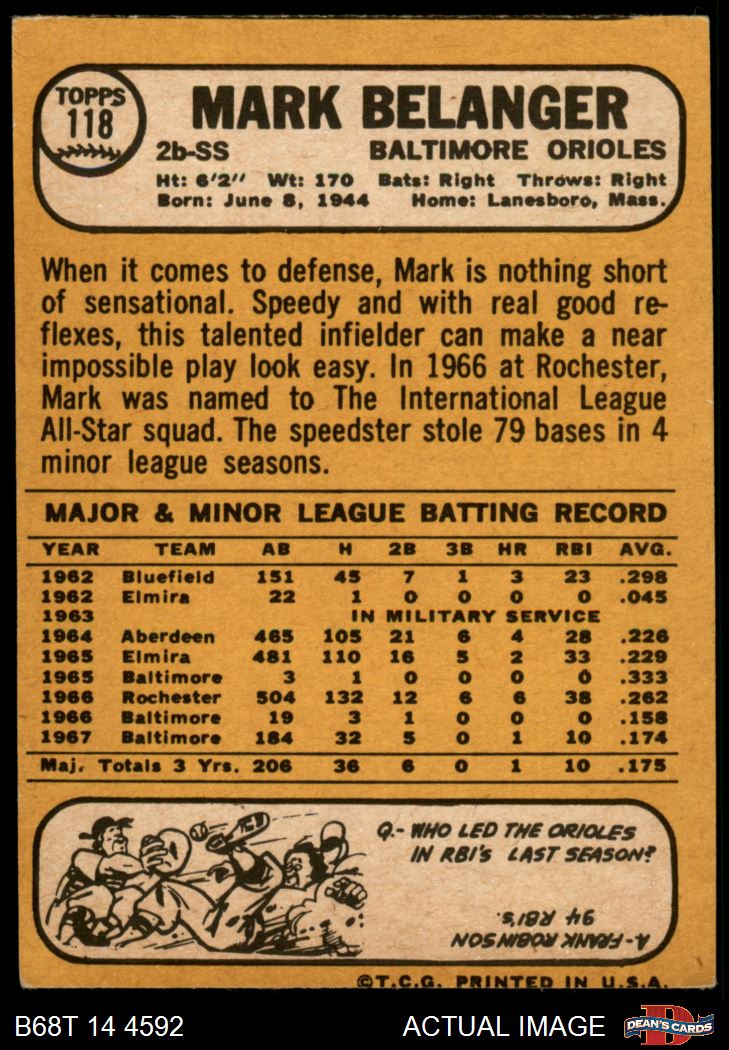 TOPPS
118
MARK BELANGER
2b-SS BALTIMORE ORIOLES
Ht: 6'2" Wt: 170 Bats: Right Throws: Right
Born: June 8, 1944 Home: Lanesboro, Mass.
When it comes to defense, Mark is nothing short
of sensational. Speedy and with real good re-
flexes, this talented infielder can make a near
impossible play look easy. In 1966 at Rochester,
Mark was named to The International League
All-Star squad. The speedster stole 79 bases in 4
minor league seasons.
MAJOR & MINOR LEAGUE BATTING RECORD
YEAR TEAM AB H 2B 3B HR RBI AVG.
1962 Bluefield 151 45 7 1 3 23 .298
1962 Elmira 22 1 0 0 0 0 .045
1963 IN MILITARY SERVICE
1964 Aberdeen 465 105 21 6 4 28 .226
1965 Elmira 481 110 16 5 2 33 .229
1965 Baltimore 3 1 0 0 0 0 .333
1966 Rochester 504 132 12 6 6 38 .262
1966 Baltimore 19 3 1 0 0 0 .158
1967 Baltimore 184 32 5 0 1 10 .174
Maj. Totals 3 Yrs. 206 36 6 0 1 10 .175
Q.- WHO LED THE ORIOLES
IN RBI'S LAST SEASON?
A- FRANK ROBINSON
94 RBI'S.
©T.C.G. PRINTED IN U.S.A.
B68T 14 4592 ACTUAL IMAGE
D
DEAN'S CARDS